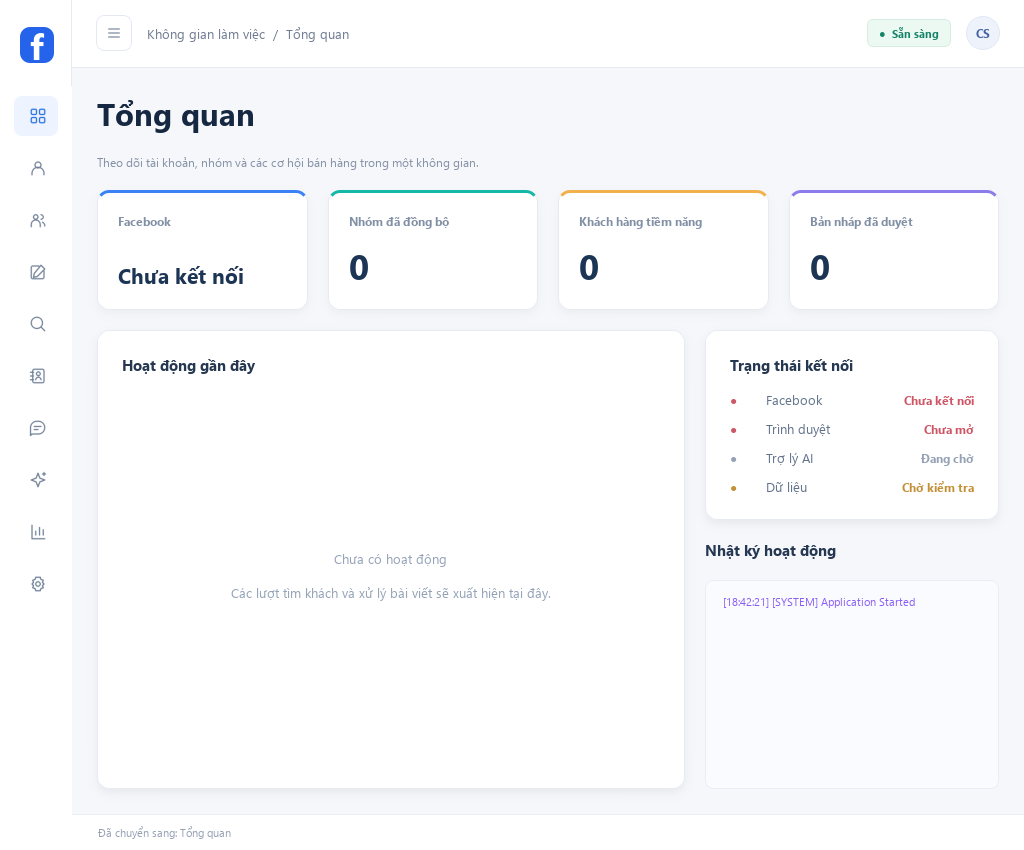 f
Không gian làm việc / Tổng quan
Sẵn sàng
CS
Tổng quan
Theo dõi tài khoản, nhóm và các cơ hội bán hàng trong một không gian.
Facebook
Chưa kết nối
Nhóm đã đồng bộ
0
Khách hàng tiềm năng
0
Bản nháp đã duyệt
0
Hoạt động gần đây
Chưa có hoạt động
Các lượt tìm khách và xử lý bài viết sẽ xuất hiện tại đây.
Trạng thái kết nối
Facebook Chưa kết nối
Trình duyệt Chưa mở
Trợ lý AI Đang chờ
Dữ liệu Chờ kiểm tra
Nhật ký hoạt động
[18:42:21] [SYSTEM] Application Started
Đã chuyển sang: Tổng quan